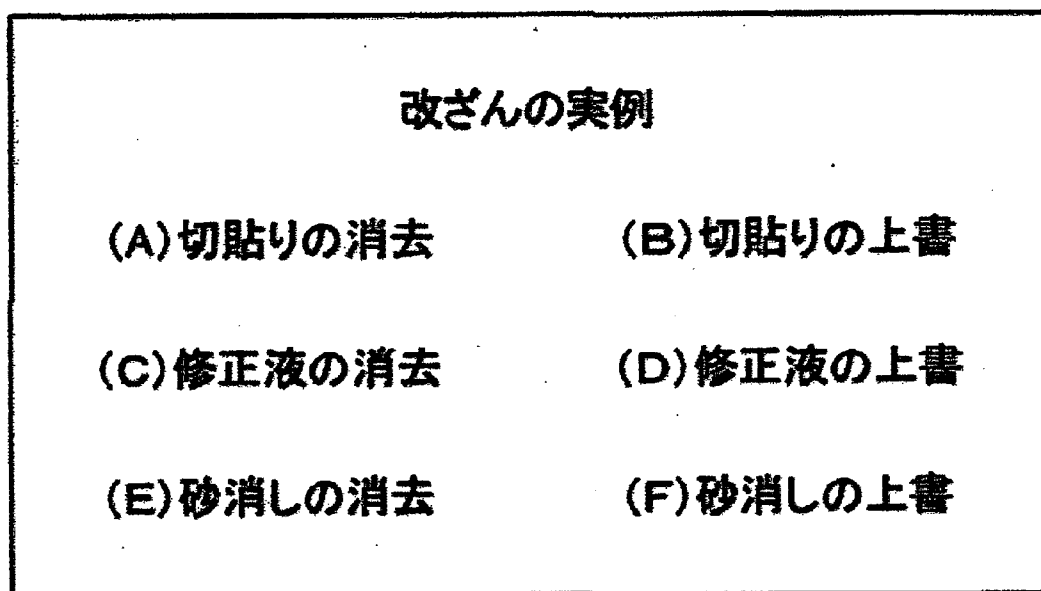 改ざんの実例
(A)切貼りの消去 (B)切貼りの上書
(C)修正液の消去 (D)修正液の上書
(E)砂消しの消去 (F)砂消しの上書